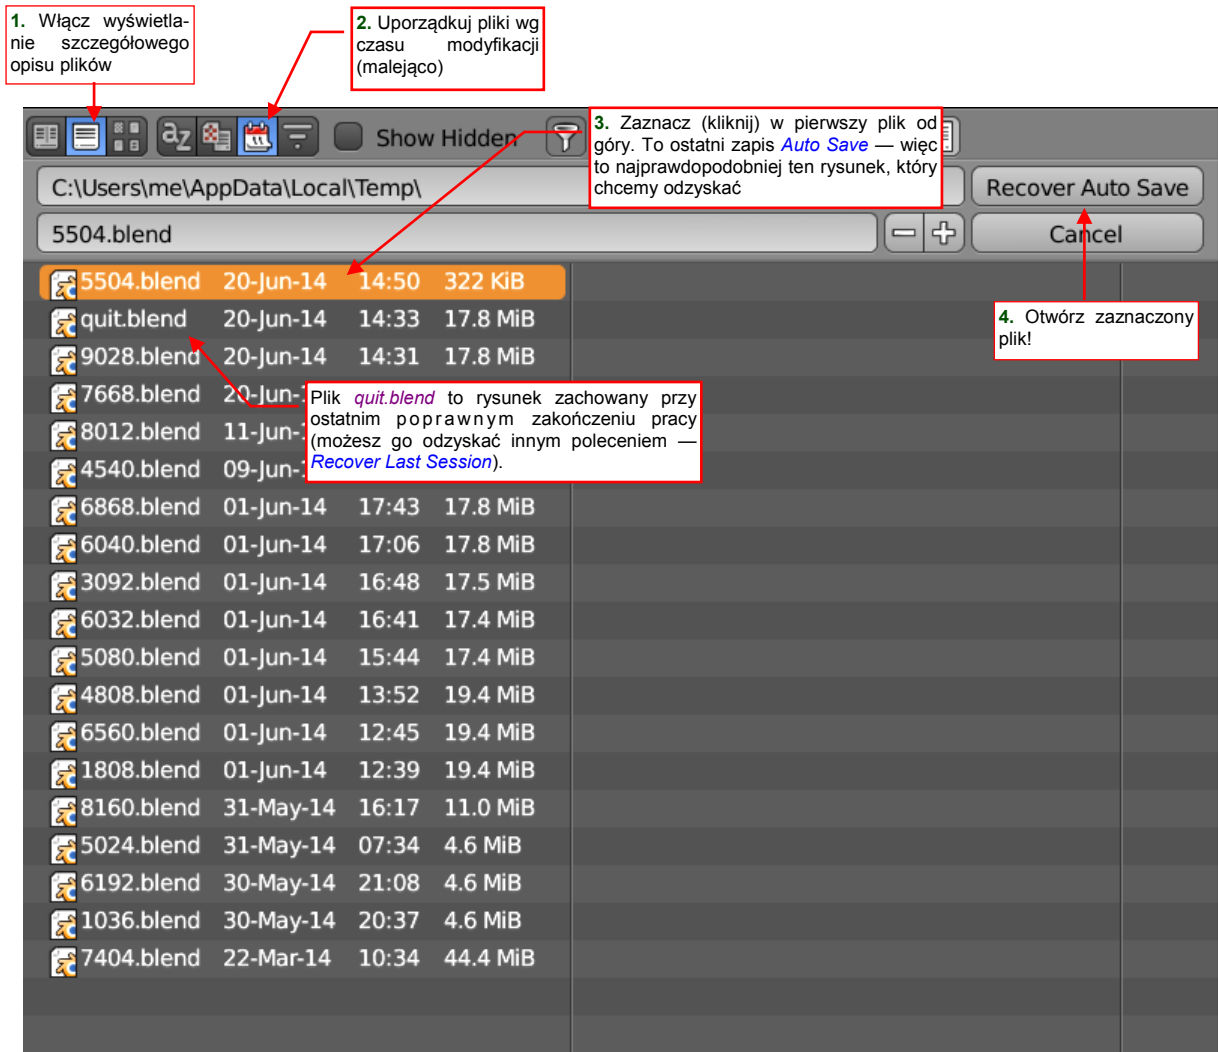 1. Włącz wyświetla-
nie szczegółowego
opisu plików
2. Uporządkuj pliki wg
czasu modyfikacji
(malejąco)
3. Zaznacz (kliknij) w pierwszy plik od
góry. To ostatni zapis Auto Save — więc
to najprawdopodobniej ten rysunek, który
chcemy odzyskać
az Show Hidden
C:\Users\me\AppData\Local\Temp\
Recover Auto Save
5504.blend
Cancel
5504.blend 20-Jun-14 14:50 322 KiB
quit.blend 20-Jun-14 14:33 17.8 MiB
9028.blend 20-Jun-14 14:31 17.8 MiB
7668.blend 20-Jun-
8012.blend 11-Jun-
4540.blend 09-Jun-
6868.blend 01-Jun-14 17:43 17.8 MiB
6040.blend 01-Jun-14 17:06 17.8 MiB
3092.blend 01-Jun-14 16:48 17.5 MiB
6032.blend 01-Jun-14 16:41 17.4 MiB
5080.blend 01-Jun-14 15:44 17.4 MiB
4808.blend 01-Jun-14 13:52 19.4 MiB
6560.blend 01-Jun-14 12:45 19.4 MiB
1808.blend 01-Jun-14 12:39 19.4 MiB
8160.blend 31-May-14 16:17 11.0 MiB
5024.blend 31-May-14 07:34 4.6 MiB
6192.blend 30-May-14 21:08 4.6 MiB
1036.blend 30-May-14 20:37 4.6 MiB
7404.blend 22-Mar-14 10:34 44.4 MiB
4. Otwórz zaznaczony
plik!
Plik quit.blend to rysunek zachowany przy
ostatnim poprawnym zakończeniu pracy
(możesz go odzyskać innym poleceniem —
Recover Last Session).